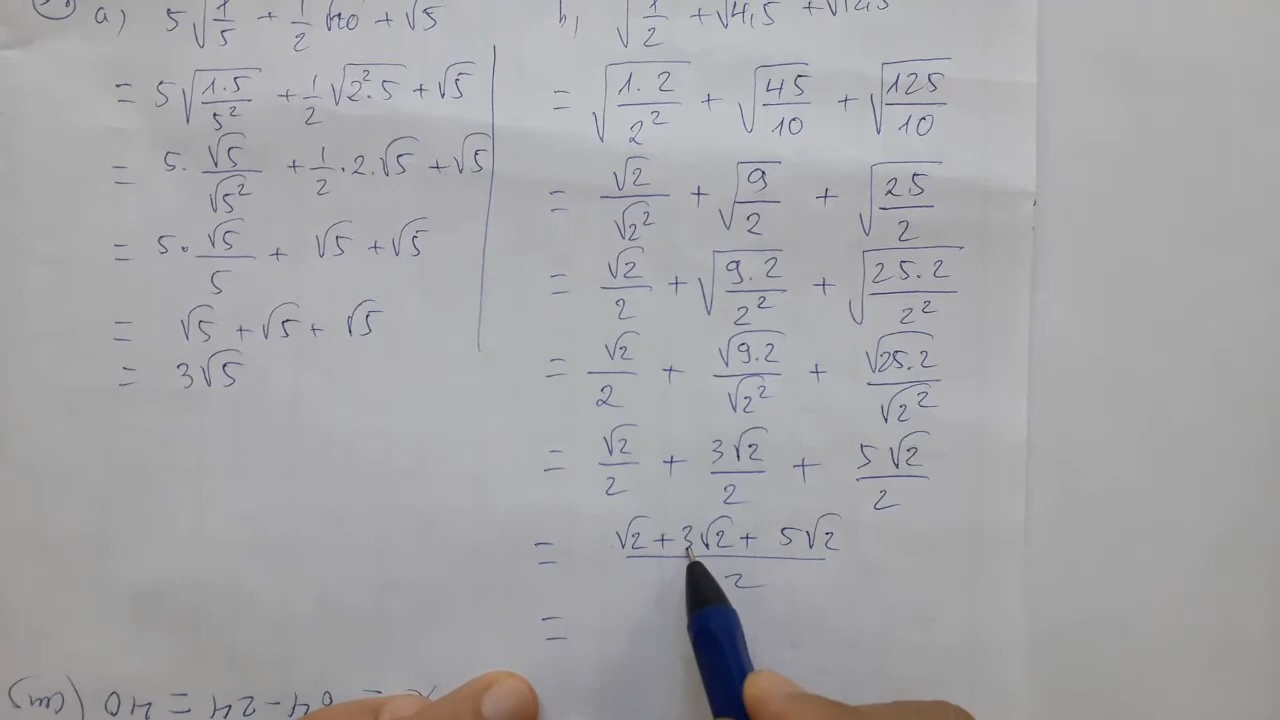 a) 5√(1/5) + 1/2 √20 + √5
= 5√(1.5/5²) + 1/2 √(2².5) + √5
= 5. √5/√5² + 1/2 . 2.√5 + √5
= 5. √5/5 + √5 + √5
= √5 + √5 + √5
= 3√5
b) √(1/2) + √4,5 + √12,5
= √(1.2/2²) + √(45/10) + √(125/10)
= √2/√2² + √(9/2) + √(25/2)
= √2/2 + √(9.2/2²) + √(25.2/2²)
= √2/2 + √9.2/√2² + √25.2/√2²
= √2/2 + 3√2/2 + 5√2/2
= (√2 + 3√2 + 5√2)/2
=
= 64 - 24 = 40 (cm)